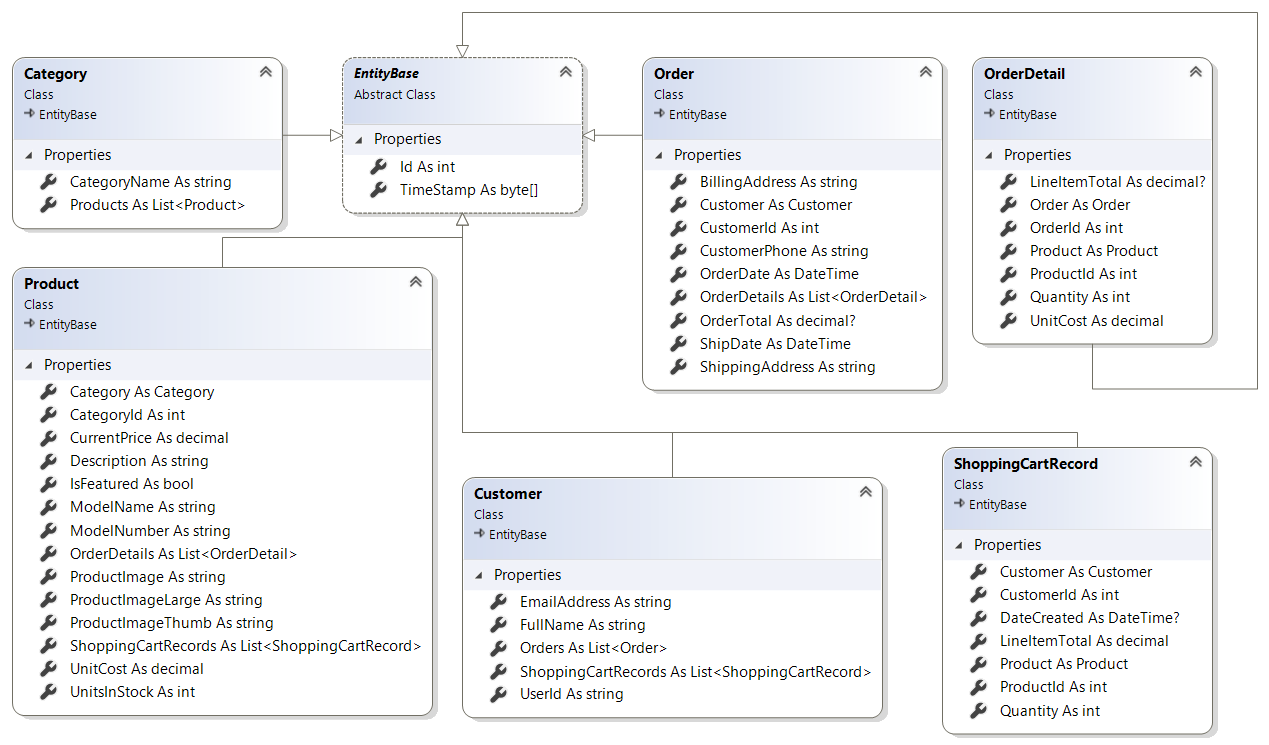 Category
Class
EntityBase
Properties
CategoryName As string
Products As List<Product>
EntityBase
Abstract Class
Properties
Id As int
TimeStamp As byte[]
Order
Class
EntityBase
Properties
BillingAddress As string
Customer As Customer
CustomerId As int
CustomerPhone As string
OrderDate As DateTime
OrderDetails As List<OrderDetail>
OrderTotal As decimal?
ShipDate As DateTime
ShippingAddress As string
OrderDetail
Class
EntityBase
Properties
LineItemTotal As decimal?
Order As Order
OrderId As int
Product As Product
ProductId As int
Quantity As int
UnitCost As decimal
Product
Class
EntityBase
Properties
Category As Category
CategoryId As int
CurrentPrice As decimal
Description As string
IsFeatured As bool
ModelName As string
ModelNumber As string
OrderDetails As List<OrderDetail>
ProductImage As string
ProductImageLarge As string
ProductImageThumb As string
ShoppingCartRecords As List<ShoppingCartRecord>
UnitCost As decimal
UnitsInStock As int
Customer
Class
EntityBase
Properties
EmailAddress As string
FullName As string
Orders As List<Order>
ShoppingCartRecords As List<ShoppingCartRecord>
UserId As string
ShoppingCartRecord
Class
EntityBase
Properties
Customer As Customer
CustomerId As int
DateCreated As DateTime?
LineItemTotal As decimal
Product As Product
ProductId As int
Quantity As int